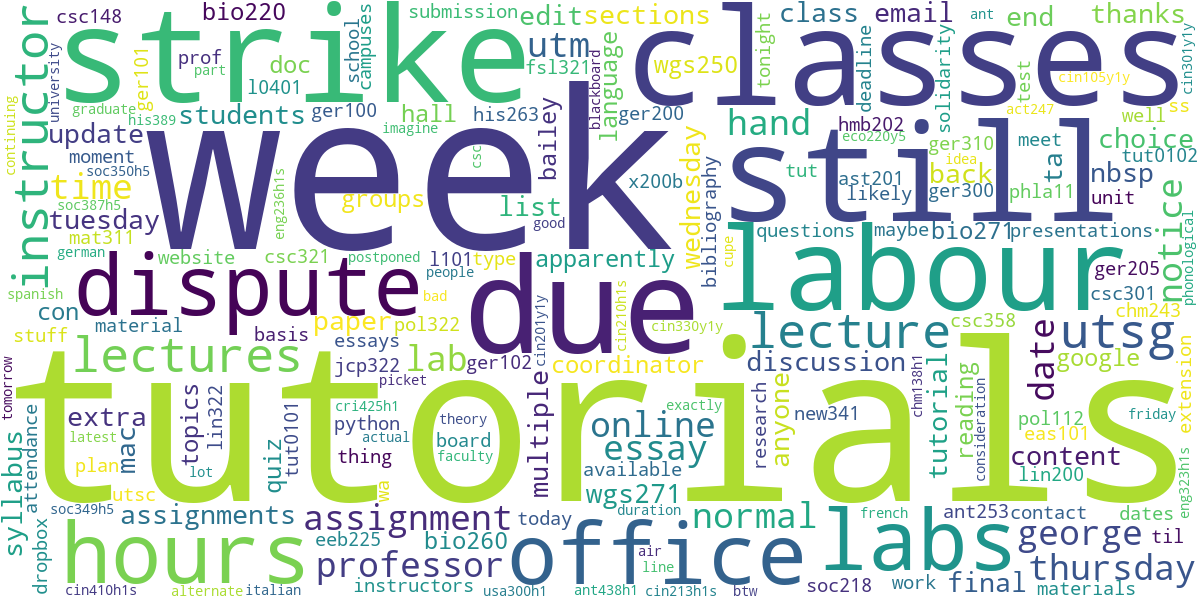 csc148
bio220
strike
submission
edit
sections
classes
class
email
ant
end
thanks
instructor
university
ger101
prof
part
doc
school
campuses
utm
fsl321
blackboard
language
wgs250
tonight
deadline
solidarity
test
cin105y1y
cin301y1y
l0401
continuing
graduate
his389
students
ger100
hall
imagine
his263
ger200
hand
hmb202
eco220y5
act247
ss
well
update
moment
soc350h5
week
csc
bailey
still
ger310
idea
meet
choice
tut0102
time
soc387h5
eng236h1s
groups
list
good
x200b
wednesday
bibliography
tut
ast201
likely
back
ger300
ta
phla11
nbsp
unit
notice
tuesday
mat311
german
website
csc321
postponed
l101
type
people
apparently
cupe
questions
maybe
bio271
presentations
phonological
spanish
dispute
due
labour
ger205
csc301
con
material
stuff
basis
paper
bad
pol322
essays
cin201y1y
cin210h1s
cin330y1y
lecture
csc358
date
chm243
utsg
lectures
jcp322
lab
ger102
coordinator
discussion
google
tomorrow
tutorials
picket
extra
topics
lin322
cri425h1
theory
exactly
python
actual
board
faculty
multiple
online
essay
research
anyone
new341
chm138h1
tutorial
reading
consideration
pol112
eas101
friday
extension
latest
mac
plan
lot
quiz
tut0101
thing
wa
available
content
lin200
syllabus
attendance
utsc
wgs271
eng323h1s
dropbox
soc349h5
assignments
assignment
today
duration
normal
french
ant253
contact
dates
hours
eeb225
bio260
office
labs
george
til
professor
air
line
thursday
cin410h1s
alternate
italian
instructors
usa300h1
ant438h1
cin213h1s
btw
soc218
work
final
materials